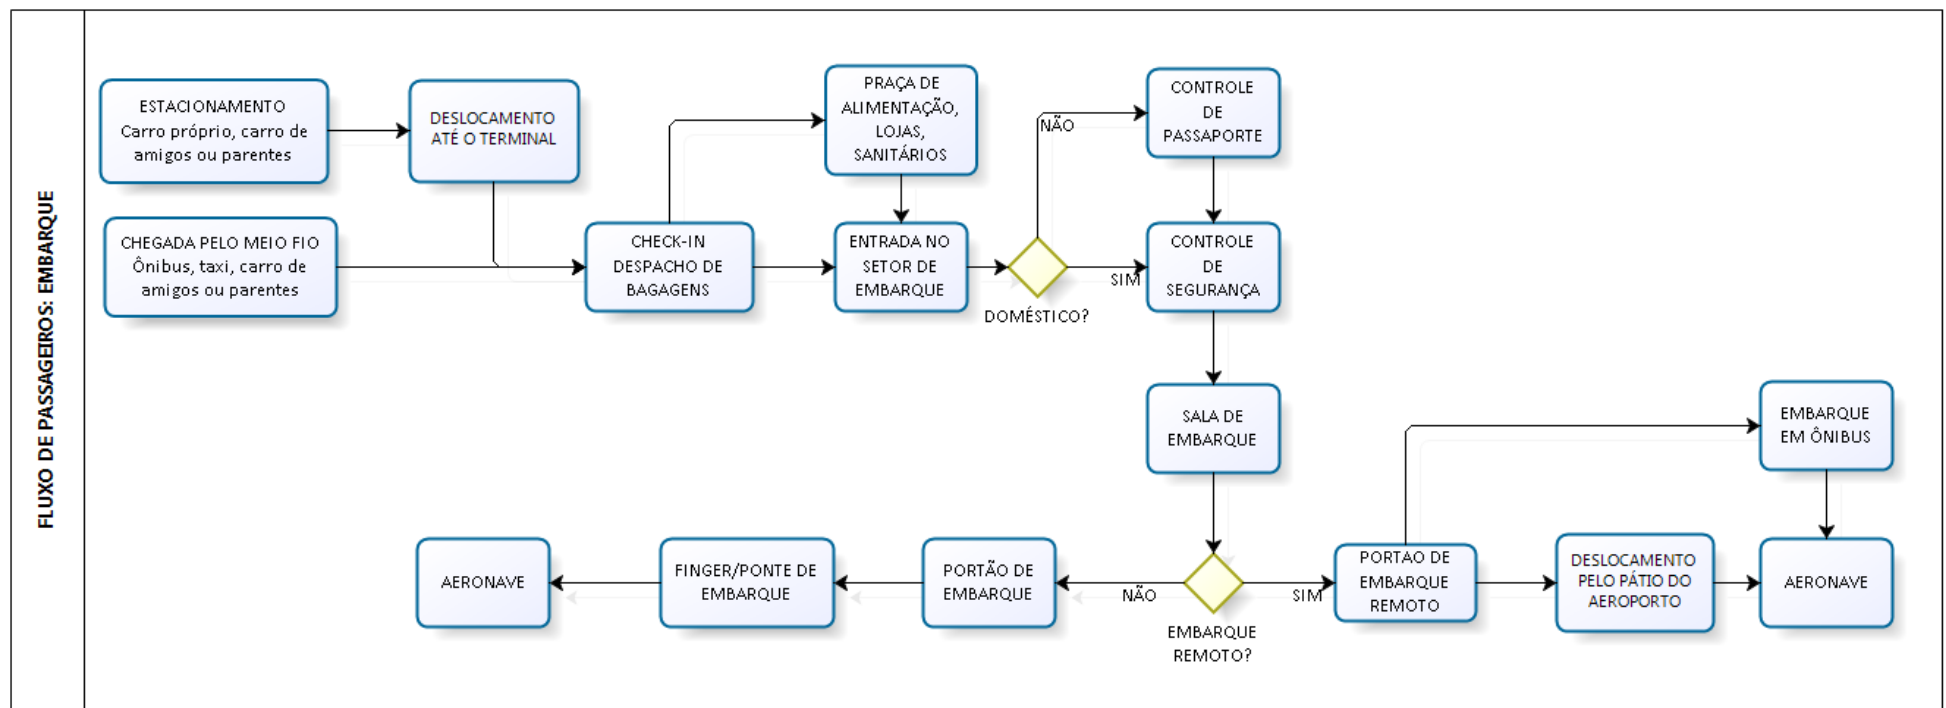 FLUXO DE PASSAGEIROS: EMBARQUE
ESTACIONAMENTO
Carro próprio, carro de
amigos ou parentes
DESLOCAMENTO
ATÉ O TERMINAL
CHEGADA PELO MEIO FIO
Ônibus, taxi, carro de
amigos ou parentes
CHECK-IN
DESPACHO DE
BAGAGENS
PRAÇA DE
ALIMENTAÇÃO,
LOJAS,
SANITÁRIOS
ENTRADA NO
SETOR DE
EMBARQUE
DOMÉSTICO?
NÃO
SIM
CONTROLE
DE
PASSAPORTE
CONTROLE
DE
SEGURANÇA
SALA DE
EMBARQUE
EMBARQUE
REMOTO?
NÃO
SIM
PORTÃO DE
EMBARQUE
FINGER/PONTE DE
EMBARQUE
AERONAVE
PORTAO DE
EMBARQUE
REMOTO
DESLOCAMENTO
PELO PÁTIO DO
AEROPORTO
EMBARQUE
EM ÔNIBUS
AERONAVE